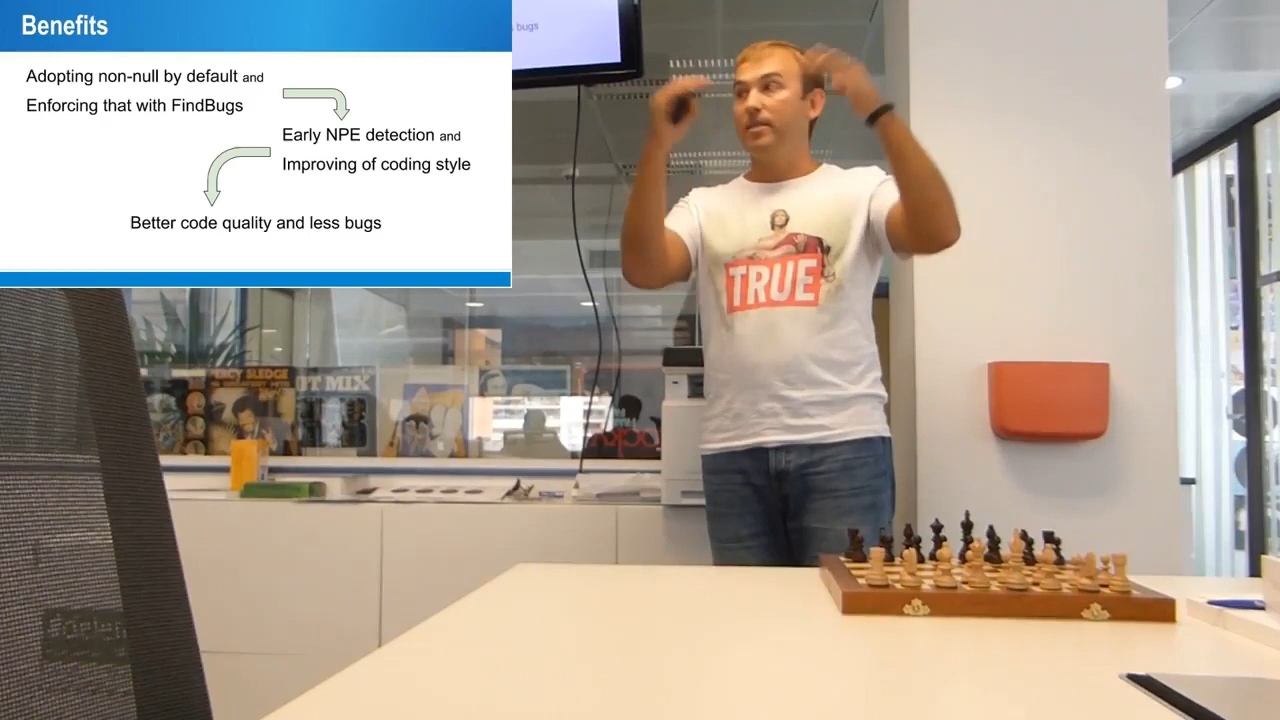 Benefits
Adopting non-null by default and
Enforcing that with FindBugs
Early NPE detection and
Improving of coding style
Better code quality and less bugs
bugs
TRUE
SLEDGE